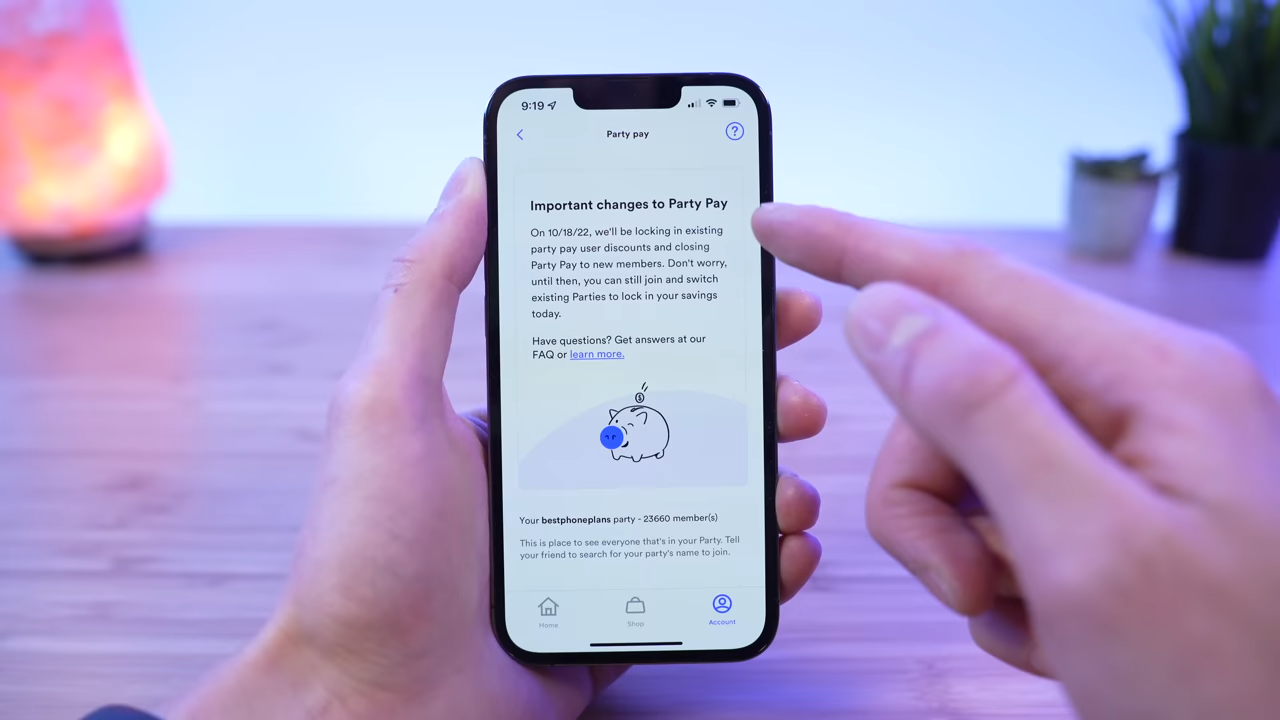 9:19
Party pay
?
Important changes to Party Pay
On 10/18/22, we'll be locking in existing
party pay user discounts and closing
Party Pay to new members. Don't worry,
until then, you can still join and switch
existing Parties to lock in your savings
today.
Have questions? Get answers at our
FAQ or learn more.
$
Your bestphoneplans party - 23660 member(s)
This is place to see everyone that's in your Party. Tell
your friend to search for your party's name to join.
Home Shop Account